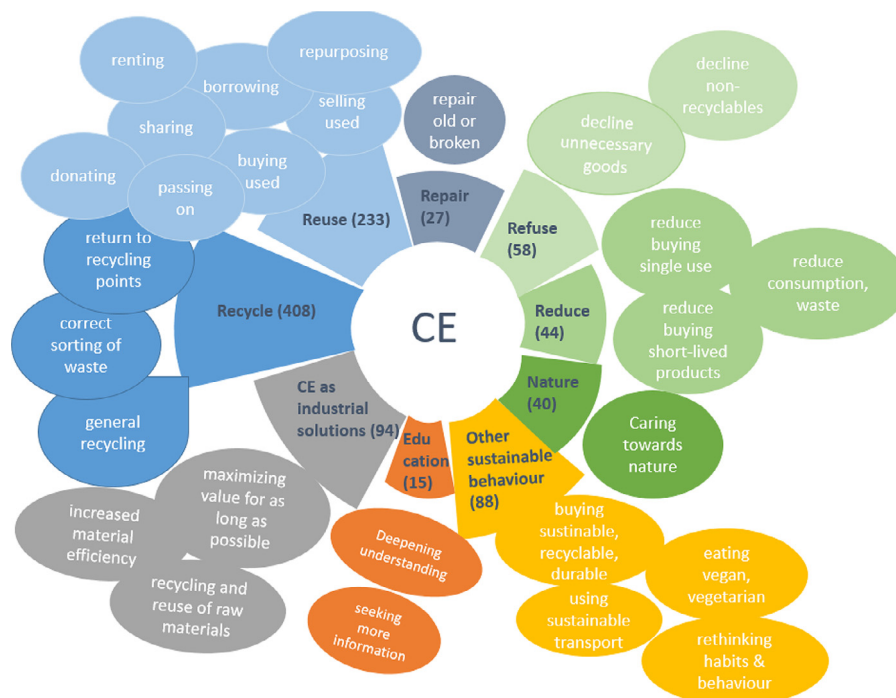 renting
borrowing
repurposing
selling
used
sharing
buying
used
donating
passing
on
Reuse (233)
repair
old or
broken
Repair
(27)
decline
non-
recyclables
decline
unnecessary
goods
Refuse
(58)
reduce
buying
single use
reduce
consumption,
waste
reduce
buying
short-lived
products
Reduce
(44)
Nature
(40)
Caring
towards
nature
CE
return to
recycling
points
correct
sorting of
waste
general
recycling
Recycle (408)
CE as
industrial
solutions (94)
maximizing
value for as
long as
possible
increased
material
efficiency
recycling and
reuse of raw
materials
Edu
cation
(15)
Deepening
understanding
seeking
more
information
Other
sustainable
behaviour
(88)
buying
sustinable,
recyclable,
durable
using
sustainable
transport
eating
vegan,
vegetarian
rethinking
habits &
behaviour